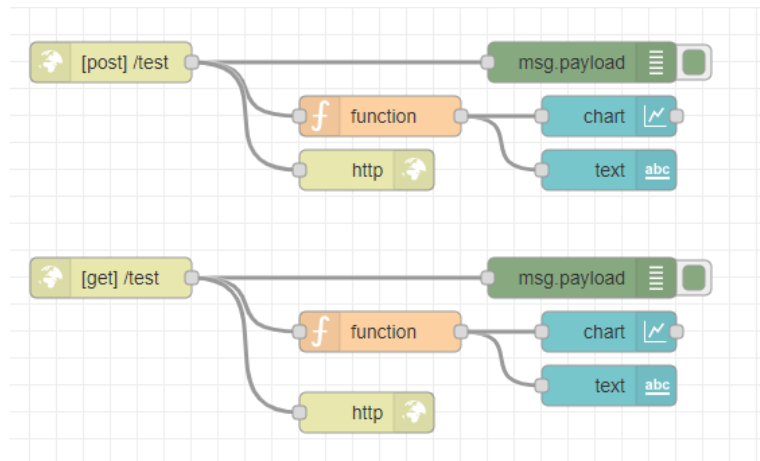 [post] /test
msg.payload
function
chart
http
text
abc
[get] /test
msg.payload
function
chart
text
abc
http